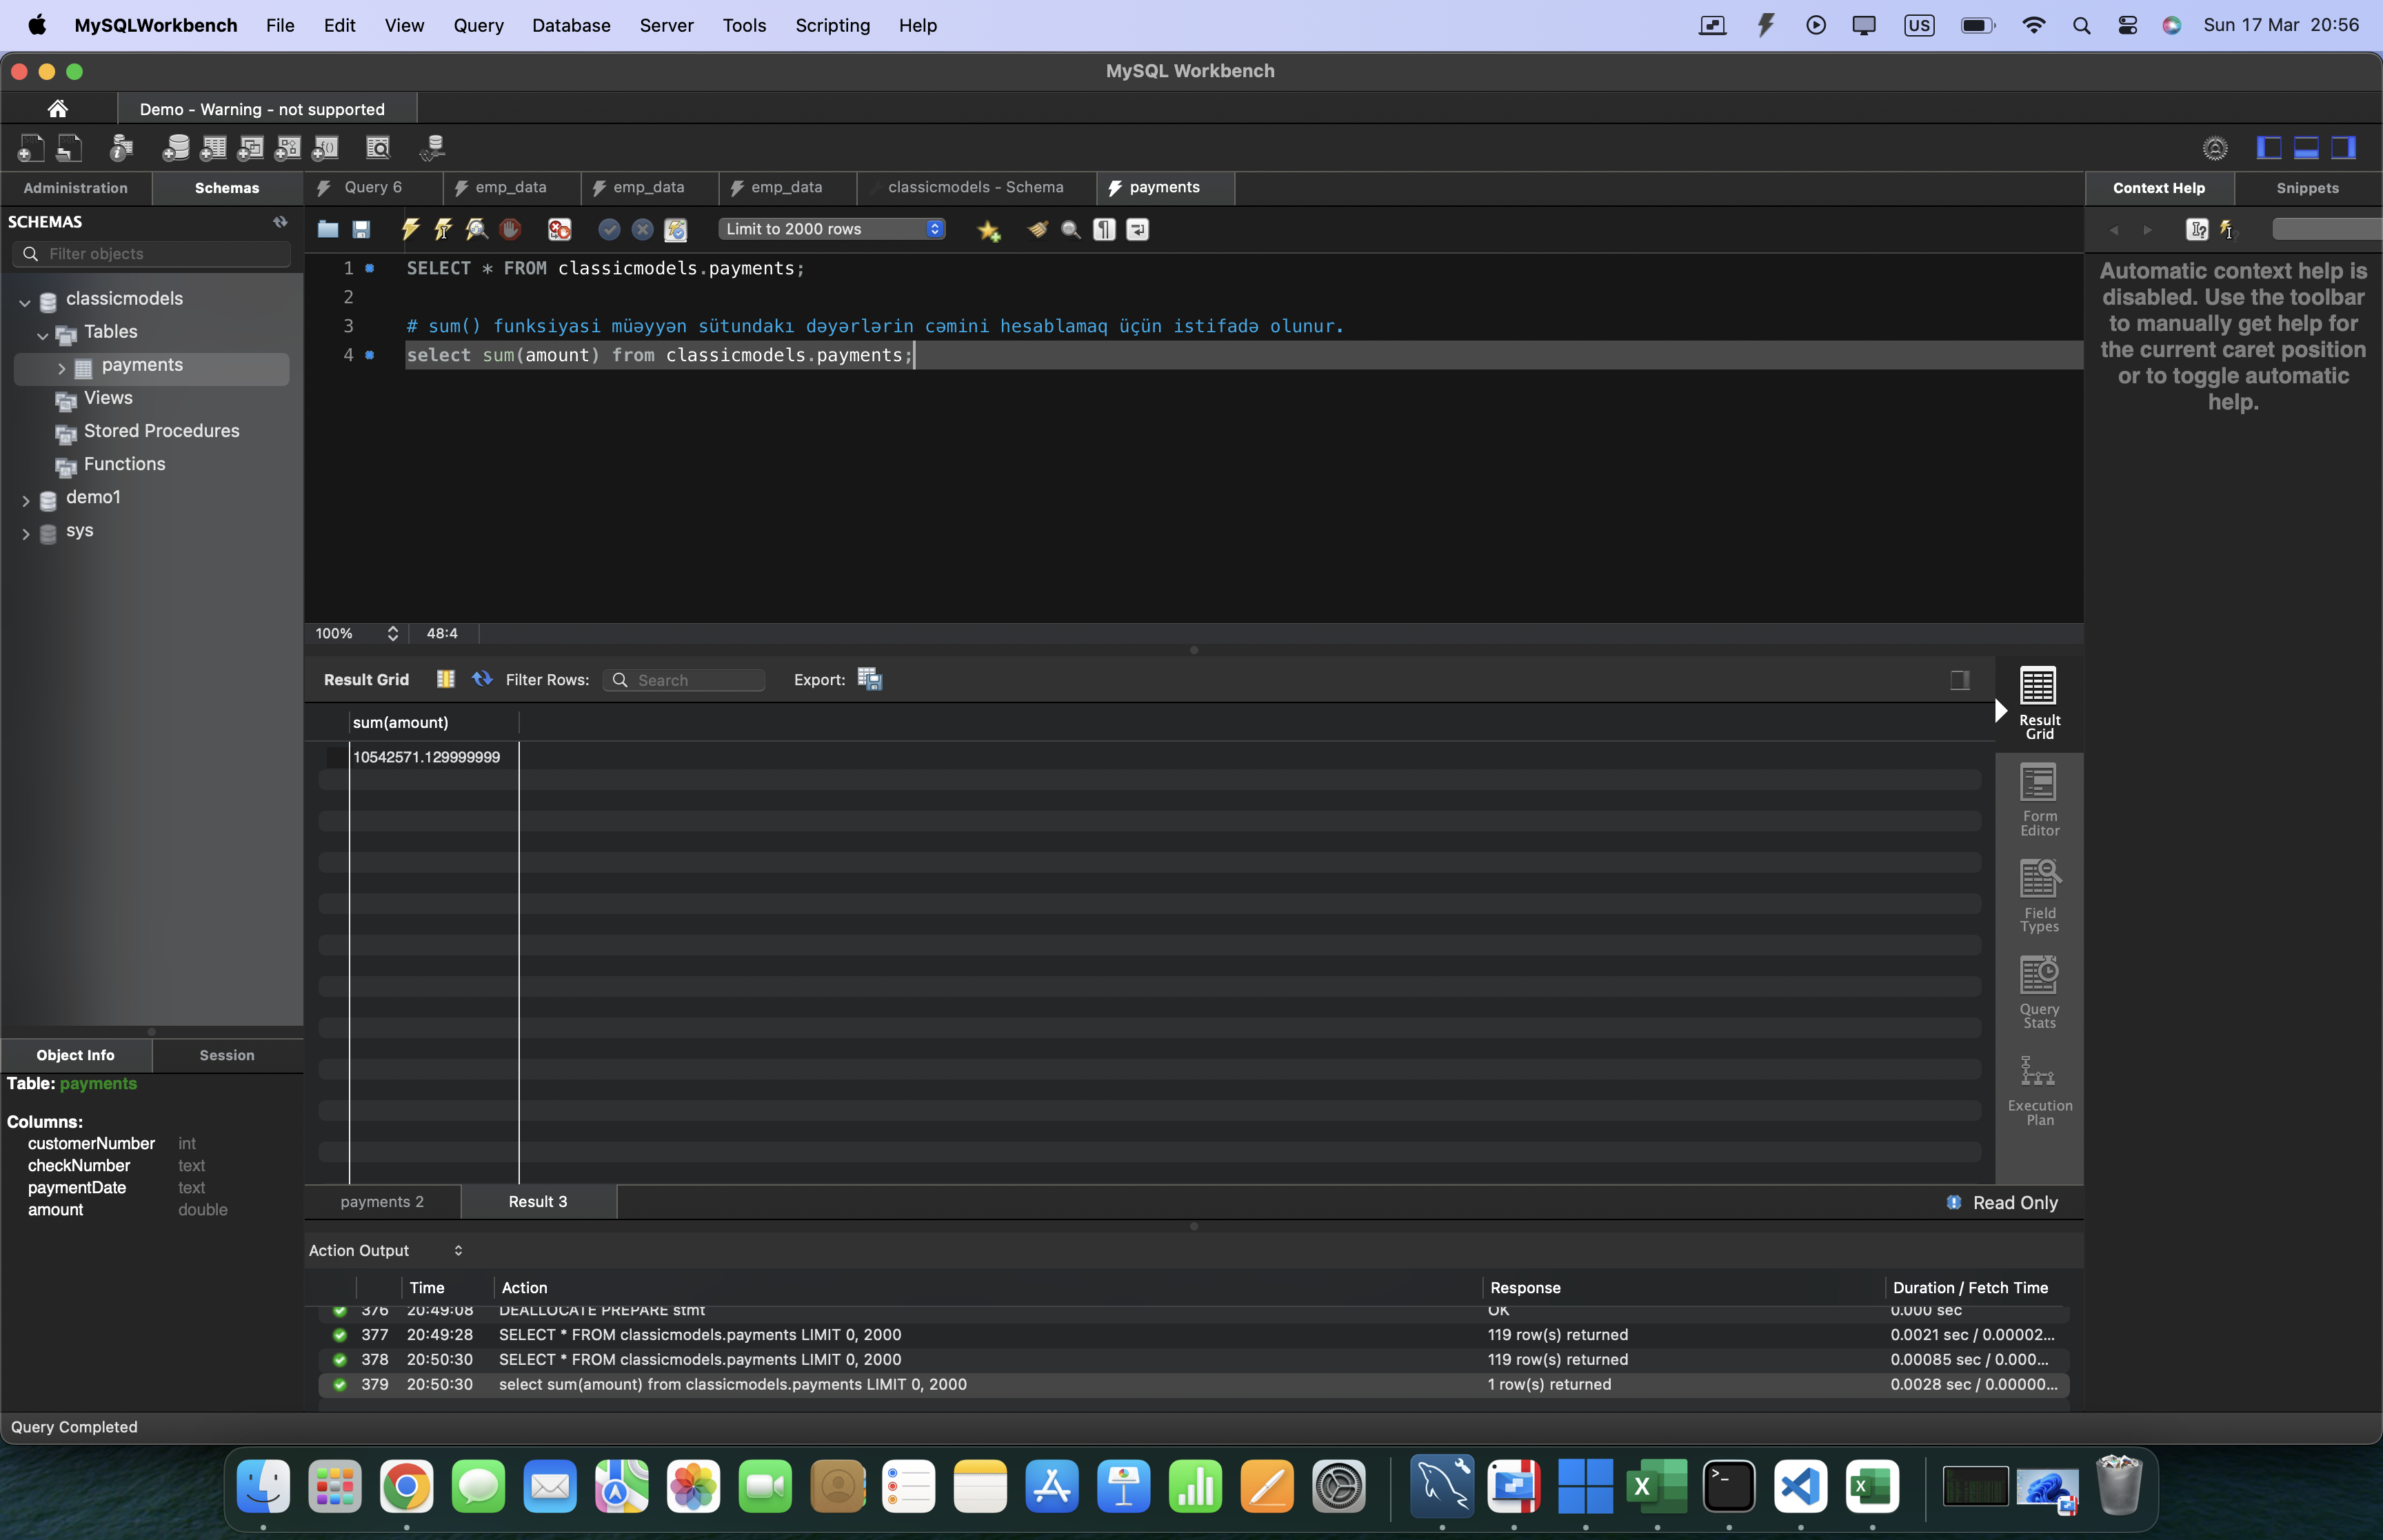 MySQLWorkbench File Edit View Query Database Server Tools Scripting Help US Sun 17 Mar 20:56
MySQL Workbench
Demo - Warning - not supported
Administration Schemas
Query 6 emp_data emp_data emp_data classicmodels - Schema payments
Context Help Snippets
SCHEMAS
Filter objects
classicmodels
Tables
payments
Views
Stored Procedures
Functions
demo1
sys
Limit to 2000 rows
1 SELECT * FROM classicmodels.payments;
2
3 # sum() funksiyasi müəyyən sütundakı dəyərlərin cəmini hesablamaq üçün istifadə olunur.
4 select sum(amount) from classicmodels.payments;
Automatic context help is
disabled. Use the toolbar
to manually get help for
the current caret position
or to toggle automatic
help.
100% 48:4
Result Grid Filter Rows: Search Export:
sum(amount)
10542571.129999999
Result
Grid
Form
Editor
Field
Types
Query
Stats
Execution
Plan
Object Info Session
Table: payments
Columns:
customerNumber int
checkNumber text
paymentDate text
amount double
payments 2 Result 3 Read Only
Action Output
Time Action Response Duration / Fetch Time
376 20:49:08 DEALLOCATE PREPARE stmt OK 0.000 sec
377 20:49:28 SELECT * FROM classicmodels.payments LIMIT 0, 2000 119 row(s) returned 0.0021 sec / 0.00002...
378 20:50:30 SELECT * FROM classicmodels.payments LIMIT 0, 2000 119 row(s) returned 0.00085 sec / 0.000...
379 20:50:30 select sum(amount) from classicmodels.payments LIMIT 0, 2000 1 row(s) returned 0.0028 sec / 0.00000...
Query Completed